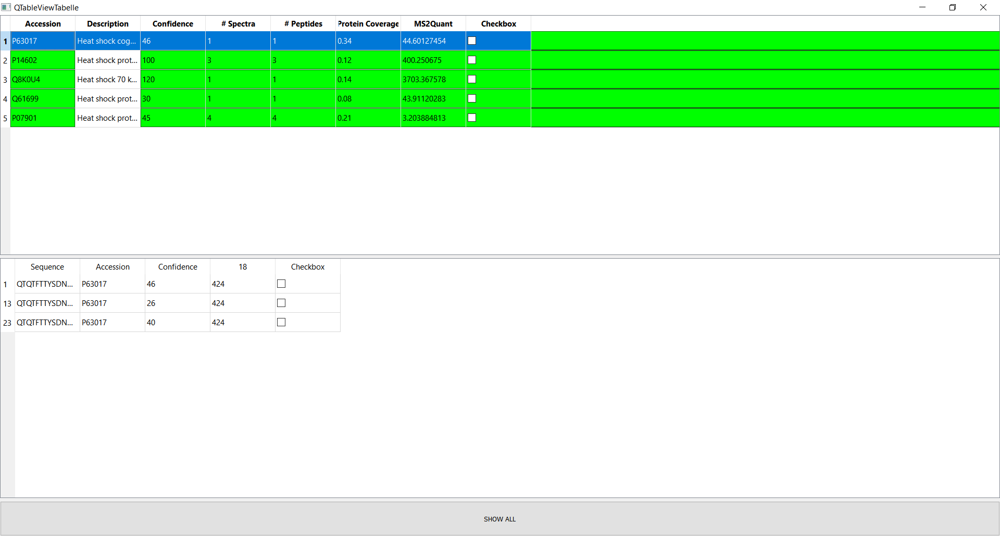 QTableViewTabelle
Accession Description Confidence # Spectra # Peptides Protein Coverage MS2Quant Checkbox
1 P63017 Heat shock cog... 46 1 1 0.34 44.60127454
2 P14602 Heat shock prot... 100 3 3 0.12 400.250675
3 Q8K0U4 Heat shock 70 k... 120 1 1 0.14 3703.367578
4 Q61699 Heat shock prot... 30 1 1 0.08 43.91120283
5 P07901 Heat shock prot... 45 4 4 0.21 3.203884813
Sequence Accession Confidence 18 Checkbox
1 QTQTFTTYSDN... P63017 46 424
13 QTQTFTTYSDN... P63017 26 424
23 QTQTFTTYSDN... P63017 40 424
SHOW ALL